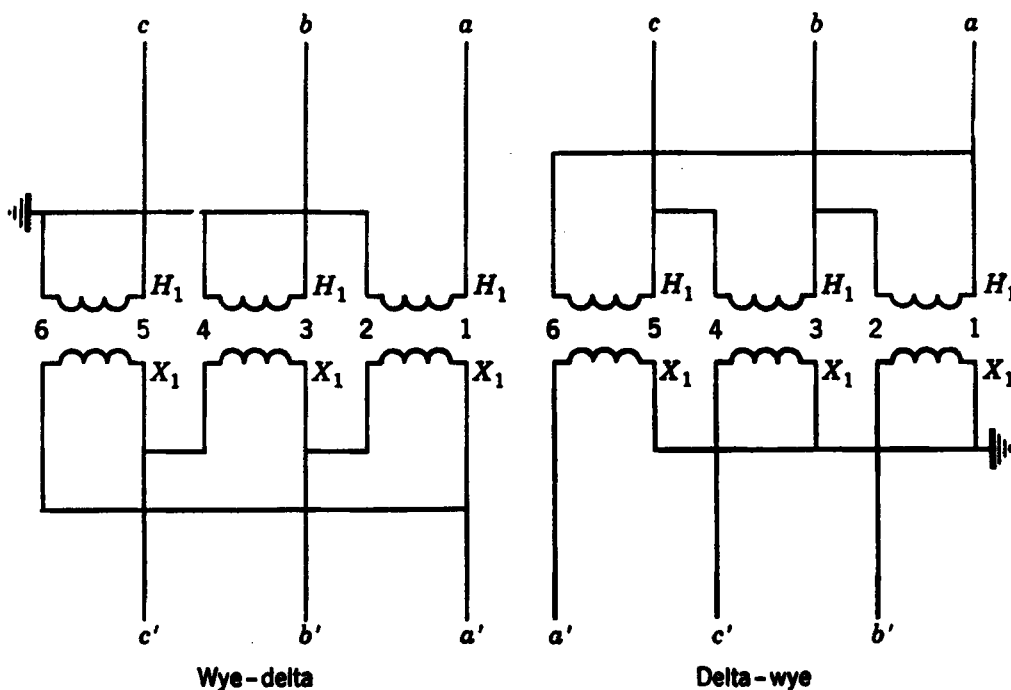 c b a c b a
H₁ H₁ H₁ H₁ H₁ H₁
6 5 4 3 2 1 6 5 4 3 2 1
X₁ X₁ X₁ X₁ X₁ X₁
c' b' a' a' c' b'
Wye-delta Delta-wye